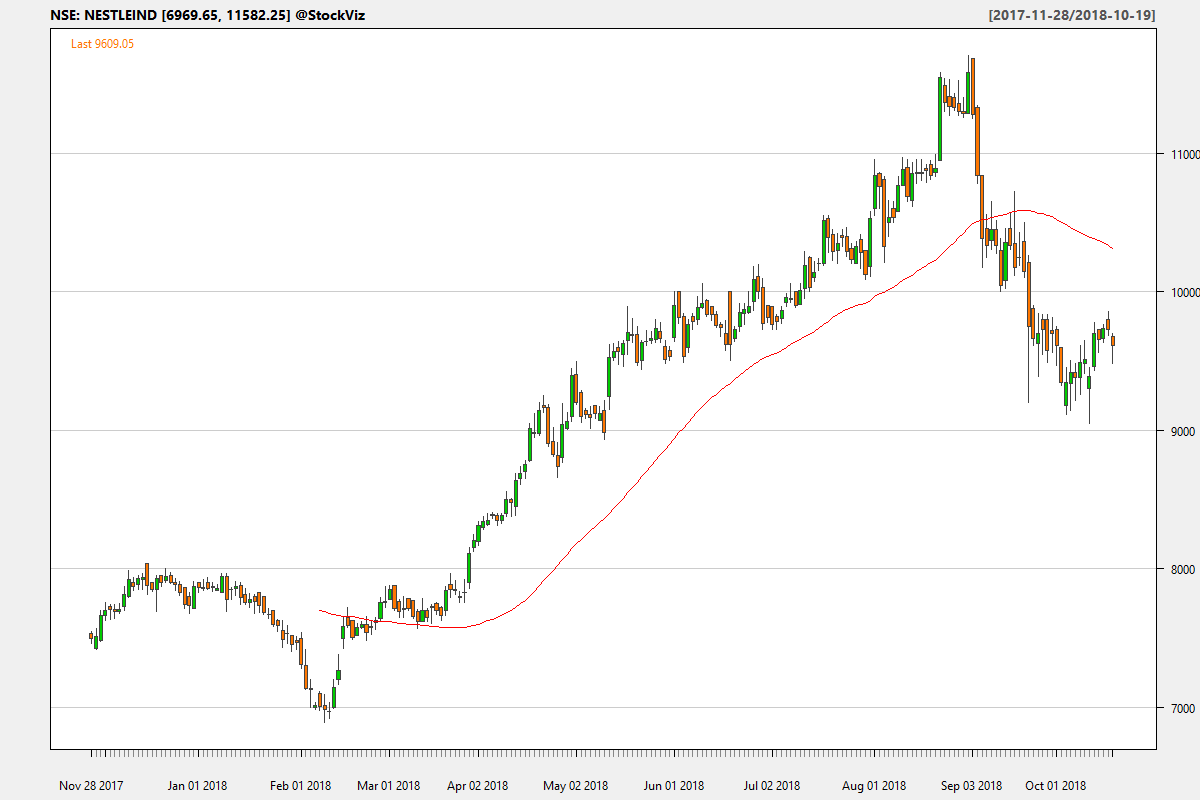 NSE: NESTLEIND [6969.65, 11582.25] @StockViz [2017-11-28/2018-10-19]
Last 9609.05
11000
10000
9000
8000
7000
Nov 28 2017 Jan 01 2018 Feb 01 2018 Mar 01 2018 Apr 02 2018 May 02 2018 Jun 01 2018 Jul 02 2018 Aug 01 2018 Sep 03 2018 Oct 01 2018